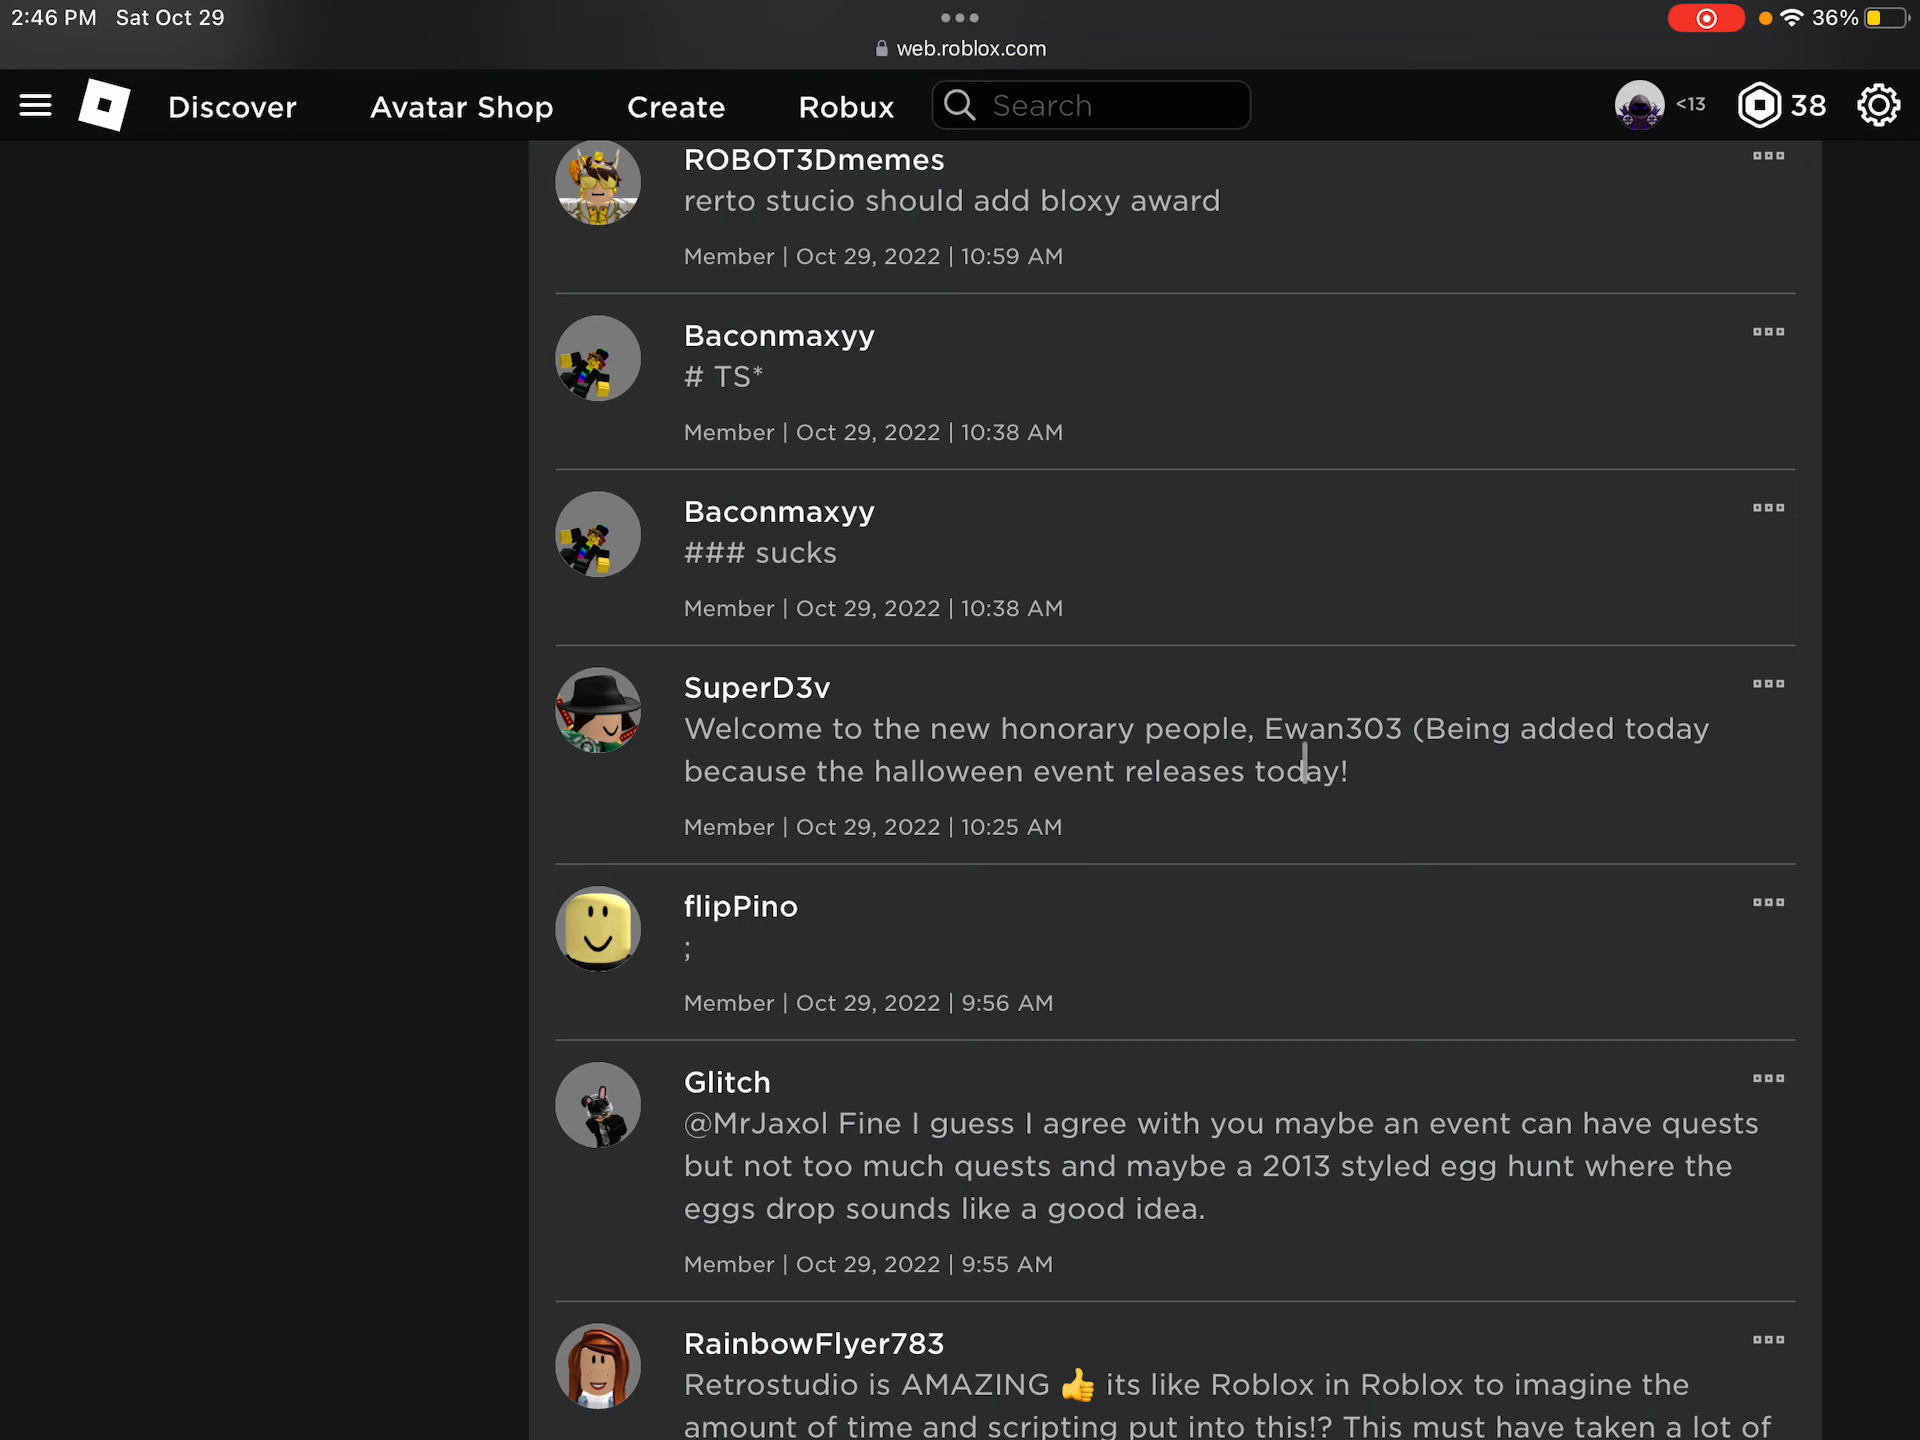 2:46 PM Sat Oct 29
36%
web.roblox.com
Discover Avatar Shop Create Robux Search <13 38
ROBOT3Dmemes
rerto stucio should add bloxy award
Member | Oct 29, 2022 | 10:59 AM
Baconmaxyy
# TS*
Member | Oct 29, 2022 | 10:38 AM
Baconmaxyy
### sucks
Member | Oct 29, 2022 | 10:38 AM
SuperD3v
Welcome to the new honorary people, Ewan303 (Being added today
because the halloween event releases today!
Member | Oct 29, 2022 | 10:25 AM
flipPino
;
Member | Oct 29, 2022 | 9:56 AM
Glitch
@MrJaxol Fine I guess I agree with you maybe an event can have quests
but not too much quests and maybe a 2013 styled egg hunt where the
eggs drop sounds like a good idea.
Member | Oct 29, 2022 | 9:55 AM
RainbowFlyer783
Retrostudio is AMAZING 👍 its like Roblox in Roblox to imagine the
amount of time and scripting put into this!? This must have taken a lot of